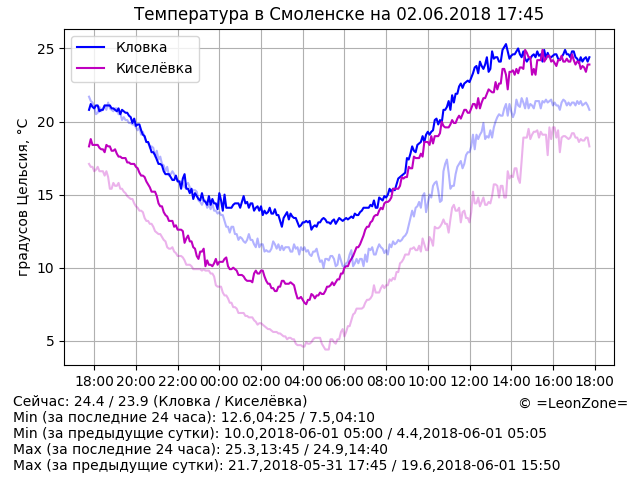 Температура в Смоленске на 02.06.2018 17:45
Кловка
Киселёвка
градусов Цельсия, °C
25
20
15
10
5
18:00 20:00 22:00 00:00 02:00 04:00 06:00 08:00 10:00 12:00 14:00 16:00 18:00
Сейчас: 24.4 / 23.9 (Кловка / Киселёвка)
© =LeonZone=
Min (за последние 24 часа): 12.6,04:25 / 7.5,04:10
Min (за предыдущие сутки): 10.0,2018-06-01 05:00 / 4.4,2018-06-01 05:05
Max (за последние 24 часа): 25.3,13:45 / 24.9,14:40
Max (за предыдущие сутки): 21.7,2018-05-31 17:45 / 19.6,2018-06-01 15:50